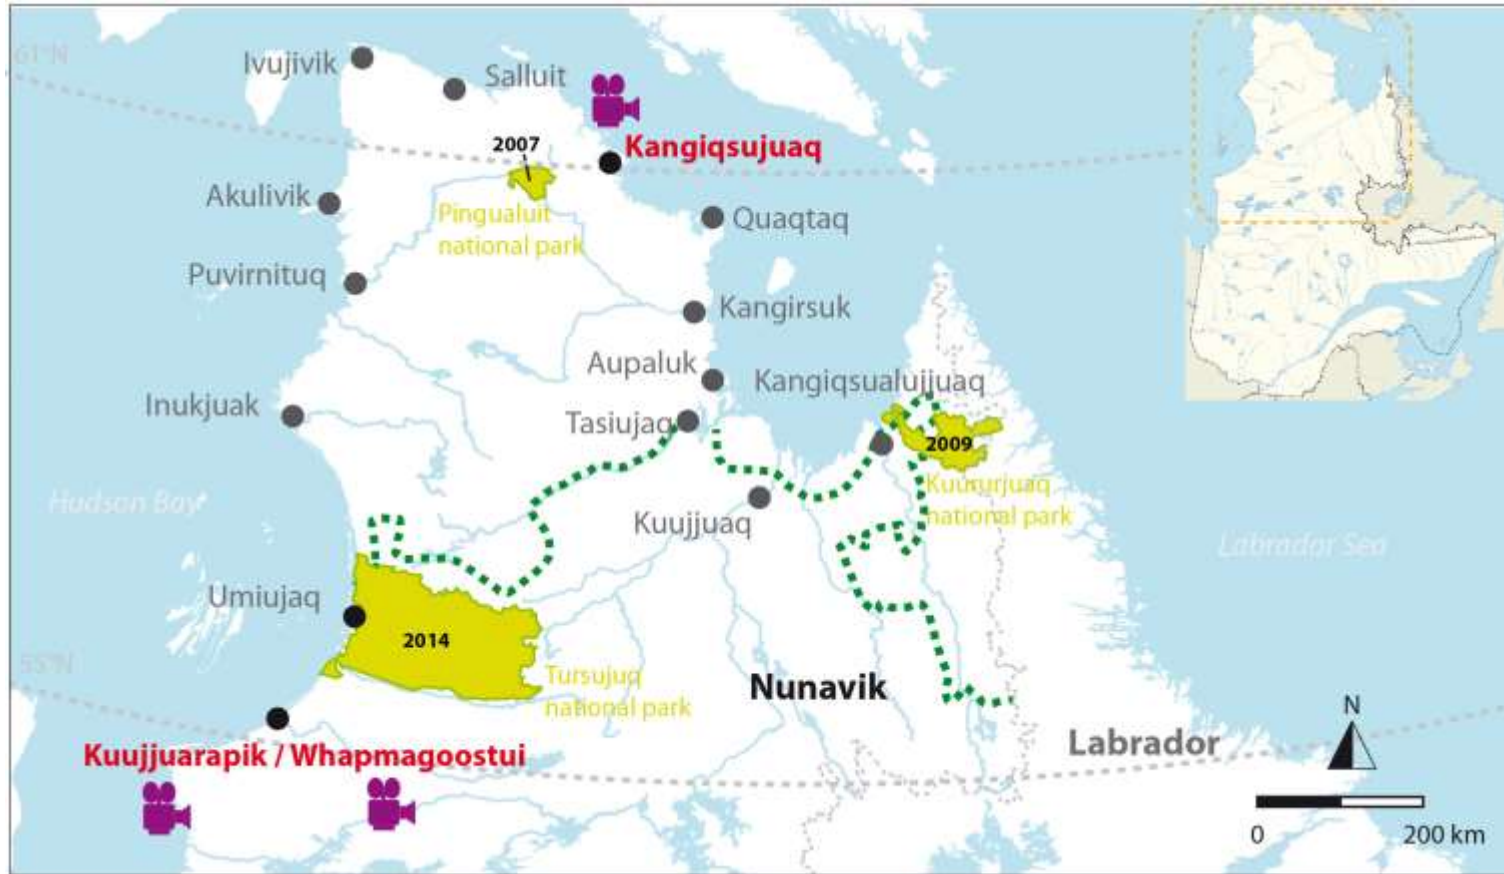 61°N
Ivujivik
Salluit
2007
Kangiqsujuaq
Akulivik
Pingualuit
national park
Quaqtaq
Puvirnituq
Kangirsuk
Aupaluk
Kangiqsualujjuaq
Inukjuak
Tasiujaq
2009
Kuururjuaq
national park
Hudson Bay
Kuujjuaq
Labrador Sea
Umiujaq
2014
55°N
Tursujuq
national park
Nunavik
N
Labrador
Kuujjuarapik / Whapmagoostui
0
200 km